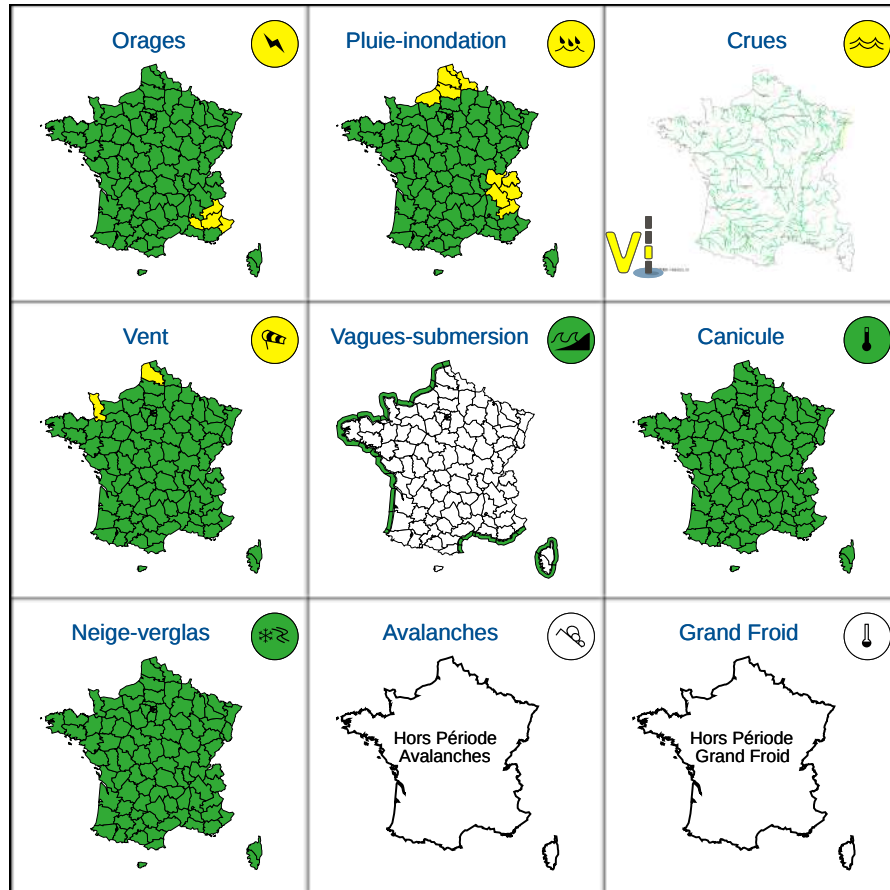 Orages
Pluie-inondation
Crues
Vi
Vent
Vagues-submersion
Canicule
Neige-verglas
Avalanches
Grand Froid
Hors Période
Avalanches
Hors Période
Grand Froid